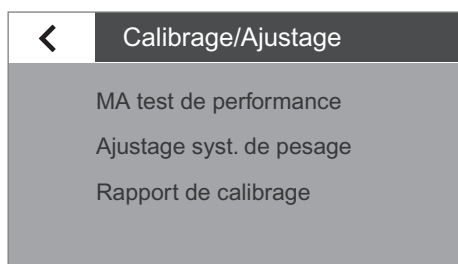 Calibrage/Ajustage
MA test de performance
Ajustage syst. de pesage
Rapport de calibrage